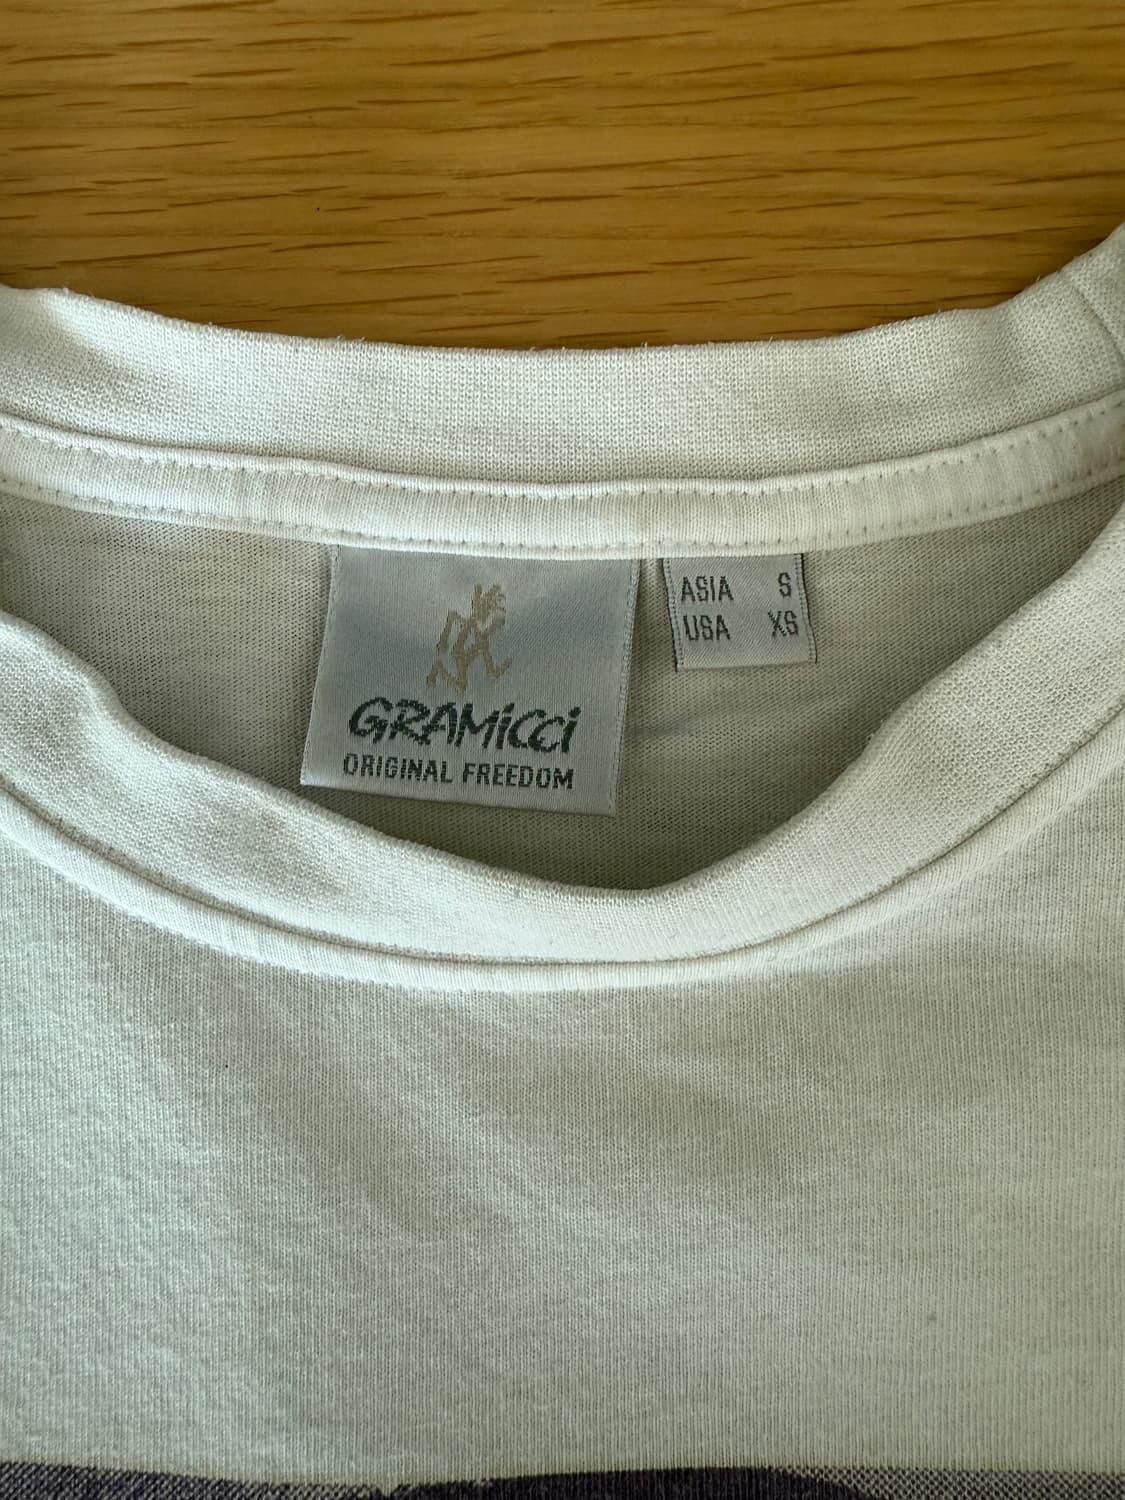 GRAMiCCi
ORIGINAL FREEDOM
ASIA S
USA XS